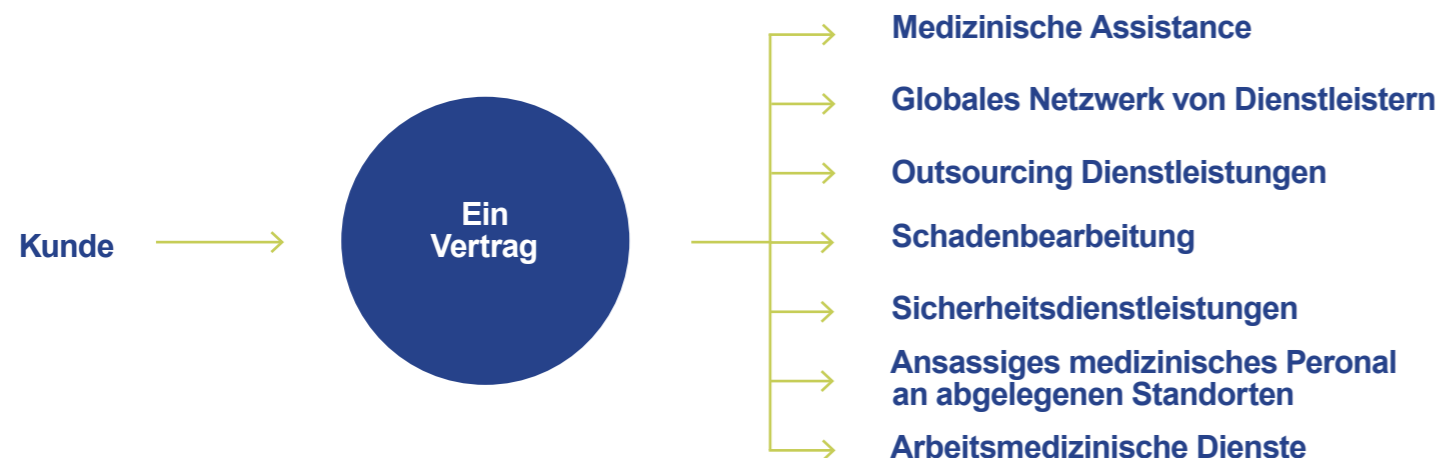 Kunde
Ein
Vertrag
Medizinische Assistance
Globales Netzwerk von Dienstleistern
Outsourcing Dienstleistungen
Schadenbearbeitung
Sicherheitsdienstleistungen
Ansassiges medizinisches Peronal
an abgelegenen Standorten
Arbeitsmedizinische Dienste